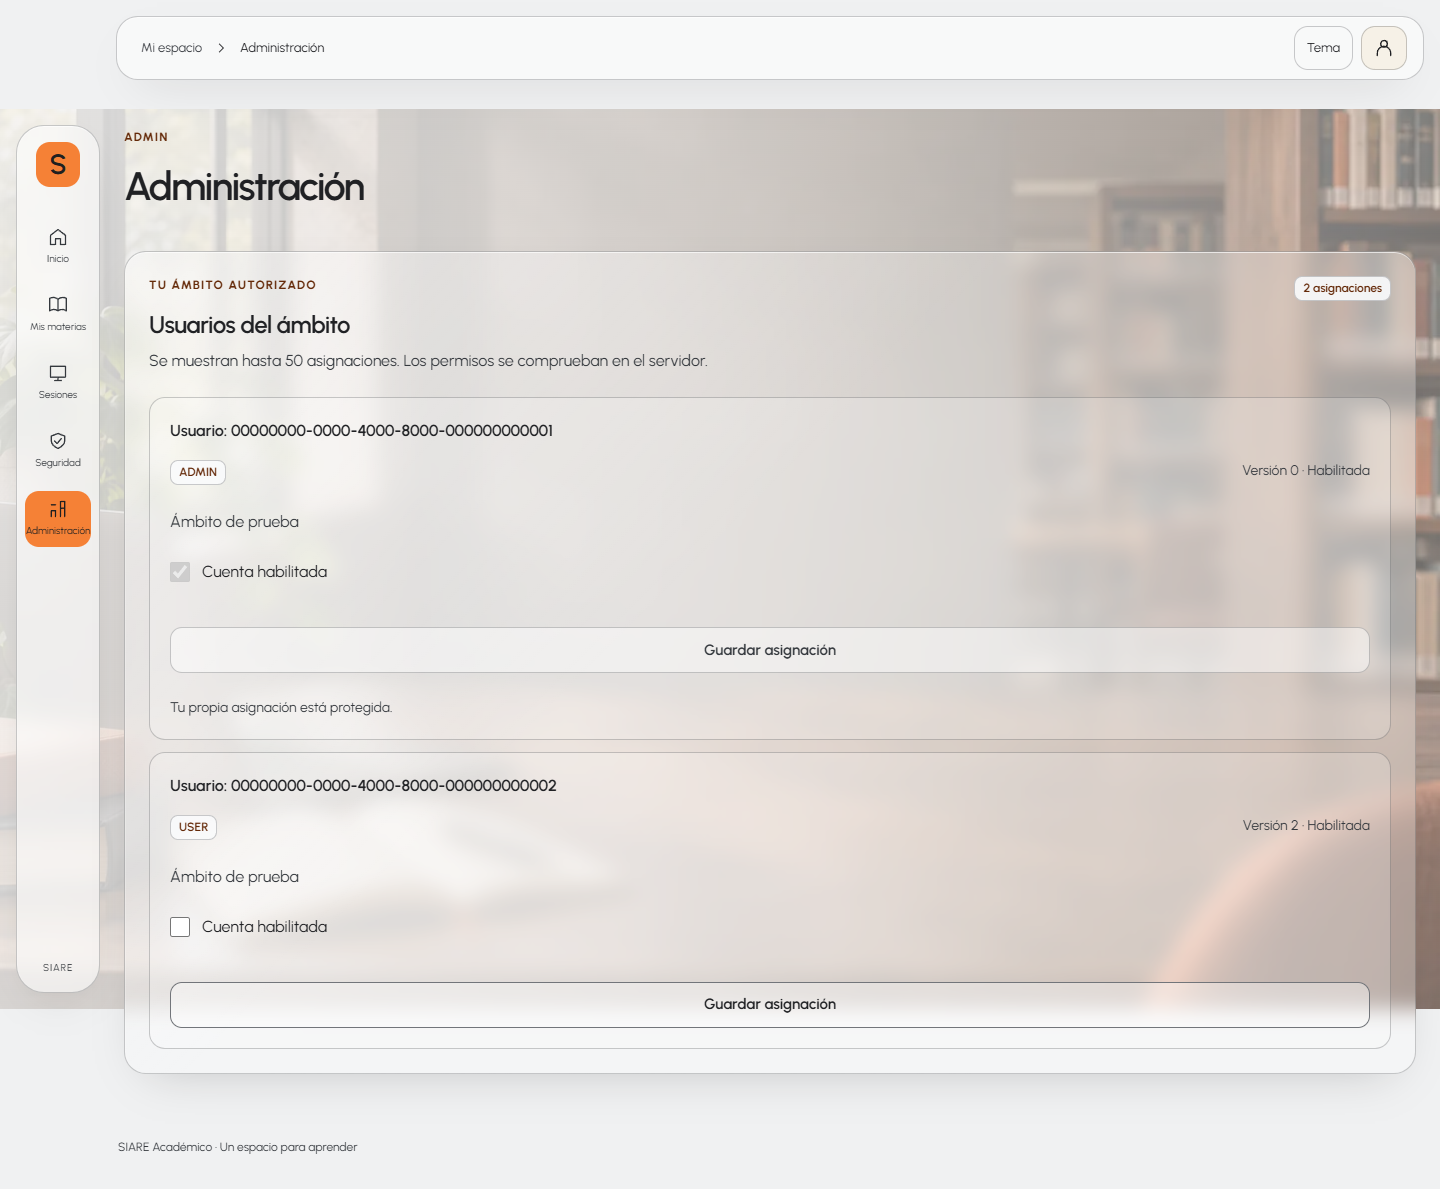 Mi espacio
Administración
Tema
S
Inicio
Mis materias
Sesiones
Seguridad
Administración
SIARE
ADMIN
Administración
TU ÁMBITO AUTORIZADO
2 asignaciones
Usuarios del ámbito
Se muestran hasta 50 asignaciones. Los permisos se comprueban en el servidor.
Usuario: 00000000-0000-4000-8000-000000000001
ADMIN
Versión 0 · Habilitada
Ámbito de prueba
Cuenta habilitada
Guardar asignación
Tu propia asignación está protegida.
Usuario: 00000000-0000-4000-8000-000000000002
USER
Versión 2 · Habilitada
Ámbito de prueba
Cuenta habilitada
Guardar asignación
SIARE Académico · Un espacio para aprender